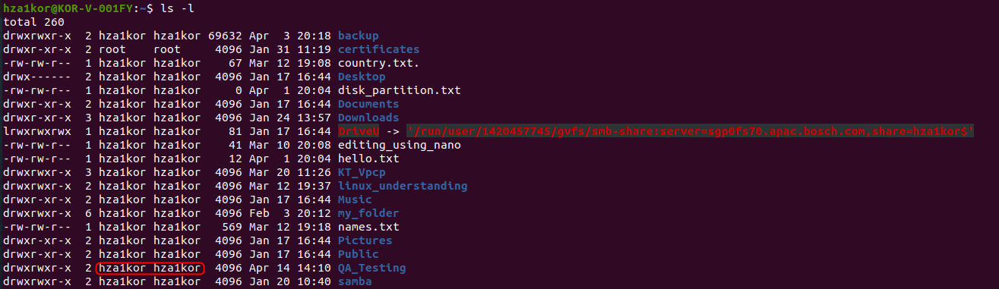 hza1kor@KOR-V-001FY:~$ ls -l
total 260
drwxrwxr-x  2 hza1kor hza1kor 69632 Apr  3 20:18 backup
drwxr-xr-x  2 root    root     4096 Jan 31 11:19 certificates
-rw-rw-r--  1 hza1kor hza1kor    67 Mar 12 19:08 country.txt.
drwx------  2 hza1kor hza1kor  4096 Jan 17 16:44 Desktop
-rw-rw-r--  1 hza1kor hza1kor     0 Apr  1 20:04 disk_partition.txt
drwxr-xr-x  2 hza1kor hza1kor  4096 Jan 17 16:44 Documents
drwxr-xr-x  3 hza1kor hza1kor  4096 Jan 24 13:57 Downloads
lrwxrwxrwx  1 hza1kor hza1kor    81 Jan 17 16:44 DriveU -> '/run/user/1420457745/gvfs/smb-share:server=sgp0fs70.apac.bosch.com,share=hza1kor$'
-rw-rw-r--  1 hza1kor hza1kor    41 Mar 10 20:08 editing_using_nano
-rw-rw-r--  1 hza1kor hza1kor    12 Apr  1 20:04 hello.txt
drwxrwxr-x  3 hza1kor hza1kor  4096 Mar 20 11:26 KT_Vpcp
drwxrwxr-x  2 hza1kor hza1kor  4096 Mar 12 19:37 linux_understanding
drwxr-xr-x  2 hza1kor hza1kor  4096 Jan 17 16:44 Music
drwxrwxr-x  6 hza1kor hza1kor  4096 Feb  3 20:12 my_folder
-rw-rw-r--  1 hza1kor hza1kor   569 Mar 12 19:18 names.txt
drwxr-xr-x  2 hza1kor hza1kor  4096 Jan 17 16:44 Pictures
drwxr-xr-x  2 hza1kor hza1kor  4096 Jan 17 16:44 Public
drwxrwxr-x  2 hza1kor hza1kor  4096 Apr 14 14:10 QA_Testing
drwxrwxr-x  2 hza1kor hza1kor  4096 Jan 20 10:40 samba